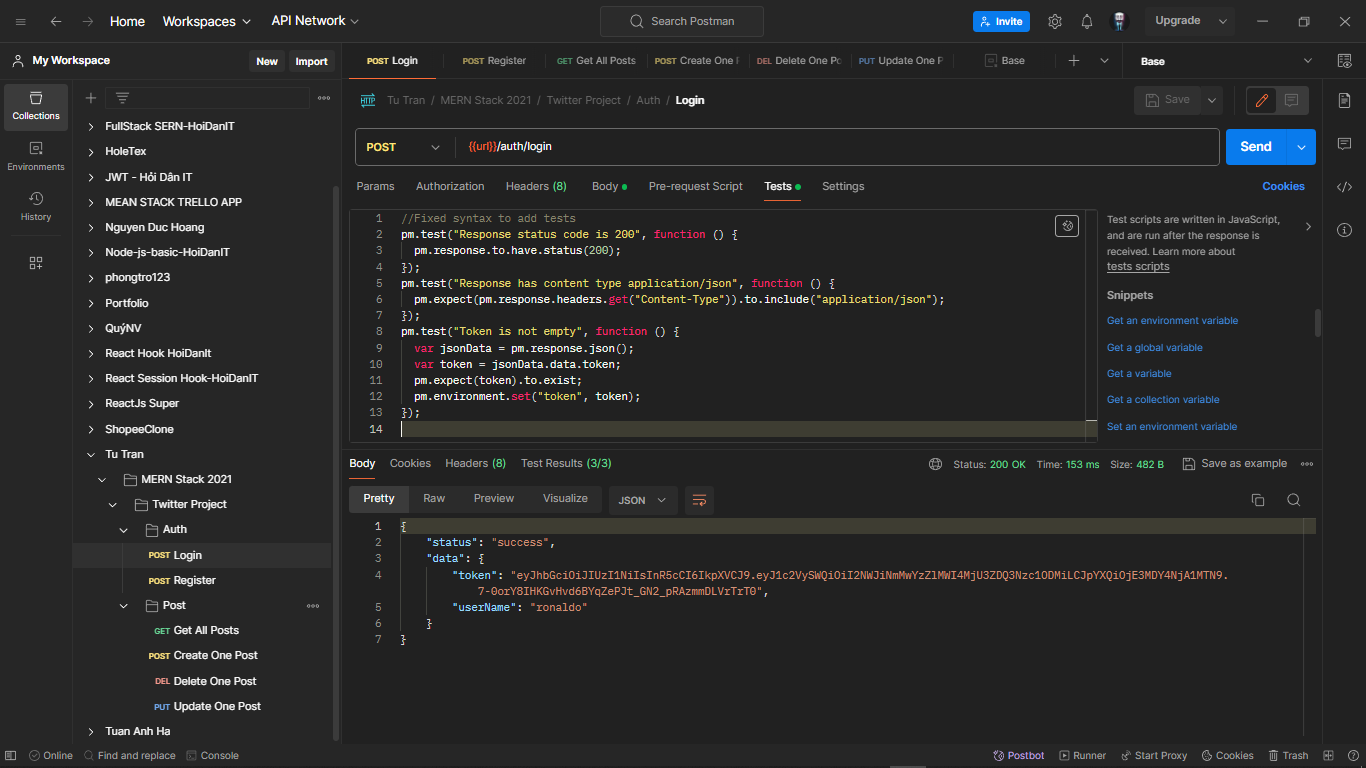 Home
Workspaces
API Network
Search Postman
Invite
Upgrade
My Workspace
New
Import
POST Login
POST Register
GET Get All Posts
POST Create One
DEL Delete One Po
PUT Update One P
Base
Base
Collections
Environments
History
FullStack SERN-HoiDanIT
HoleTex
JWT - Hỏi Dân IT
MEAN STACK TRELLO APP
Nguyen Duc Hoang
Node-js-basic-HoiDanIT
phongtro123
Portfolio
QuýNV
React Hook HoiDanIt
React Session Hook-HoiDanIT
ReactJs Super
ShopeeClone
Tu Tran
MERN Stack 2021
Twitter Project
Auth
POST Login
POST Register
Post
GET Get All Posts
POST Create One Post
DEL Delete One Post
PUT Update One Post
Tuan Anh Ha
HTTP
Tu Tran / MERN Stack 2021 / Twitter Project / Auth / Login
Save
POST
{{url}}/auth/login
Send
Params
Authorization
Headers (8)
Body
Pre-request Script
Tests
Settings
Cookies
1 //Fixed syntax to add tests
2 pm.test("Response status code is 200", function () {
3 pm.response.to.have.status(200);
4 });
5 pm.test("Response has content type application/json", function () {
6 pm.expect(pm.response.headers.get("Content-Type")).to.include("application/json");
7 });
8 pm.test("Token is not empty", function () {
9 var jsonData = pm.response.json();
10 var token = jsonData.data.token;
11 pm.expect(token).to.exist;
12 pm.environment.set("token", token);
13 });
14
Test scripts are written in JavaScript,
and are run after the response is
received. Learn more about
tests scripts
Snippets
Get an environment variable
Get a global variable
Get a variable
Get a collection variable
Set an environment variable
Body
Cookies
Headers (8)
Test Results (3/3)
Status: 200 OK
Time: 153 ms
Size: 482 B
Save as example
Pretty
Raw
Preview
Visualize
JSON
1 {
2 "status": "success",
3 "data": {
4 "token": "eyJhbGciOiJIUzI1NiIsInR5cCI6IkpXVCJ9.eyJ1c2VySWQiOiI2NWJiNmMwYzZlMWI4MjU3ZDQ3Nzc1ODMiLCJpYXQiOjE3MDY4NjA1MTN9.
7-0orY8IHKGvHvd6BYqZePJt_GN2_pRAzmmDLVrTrT0",
5 "userName": "ronaldo"
6 }
7 }
Online
Find and replace
Console
Postbot
Runner
Start Proxy
Cookies
Trash